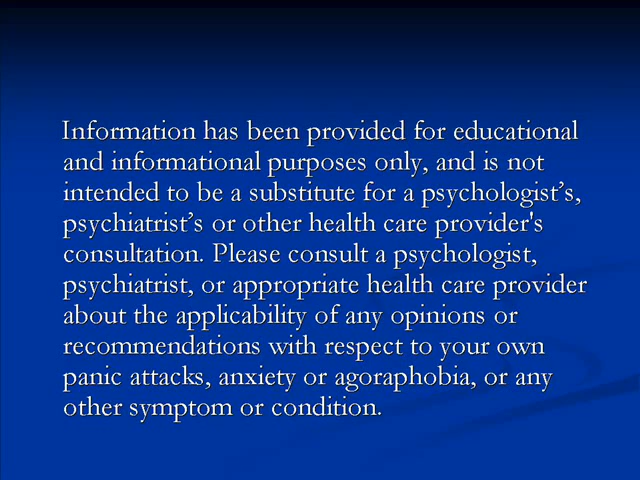 Information has been provided for educational
and informational purposes only, and is not
intended to be a substitute for a psychologist’s,
psychiatrist’s or other health care provider's
consultation. Please consult a psychologist,
psychiatrist, or appropriate health care provider
about the applicability of any opinions or
recommendations with respect to your own
panic attacks, anxiety or agoraphobia, or any
other symptom or condition.